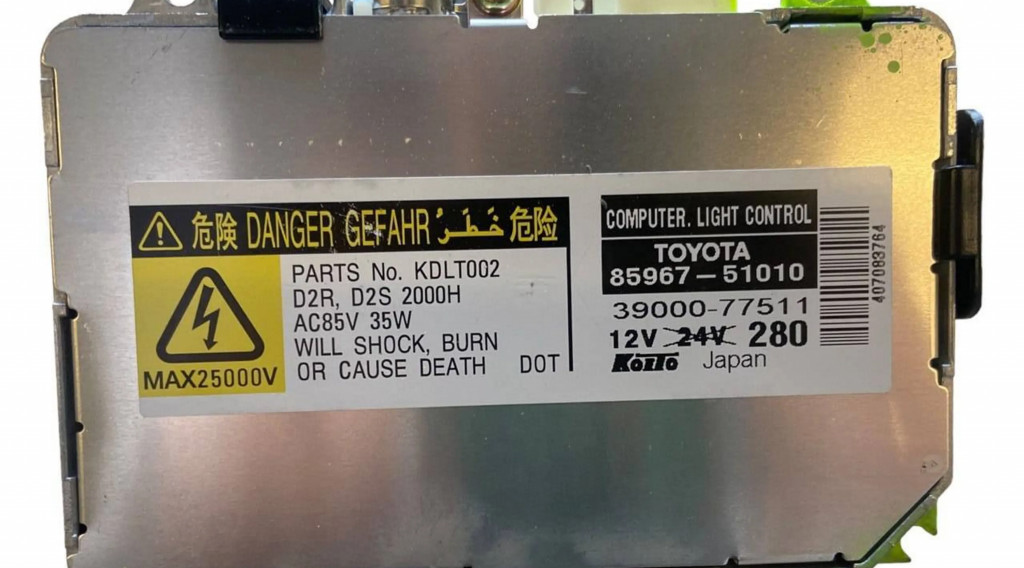 危険 DANGER GEFAHR خَطَرُ 危险
PARTS No. KDLT002
D2R, D2S 2000H
AC85V 35W
WILL SHOCK, BURN
OR CAUSE DEATH DOT
MAX25000V
COMPUTER. LIGHT CONTROL
TOYOTA
85967-51010
39000-77511
12V 24V 280
KOITO Japan
407083764